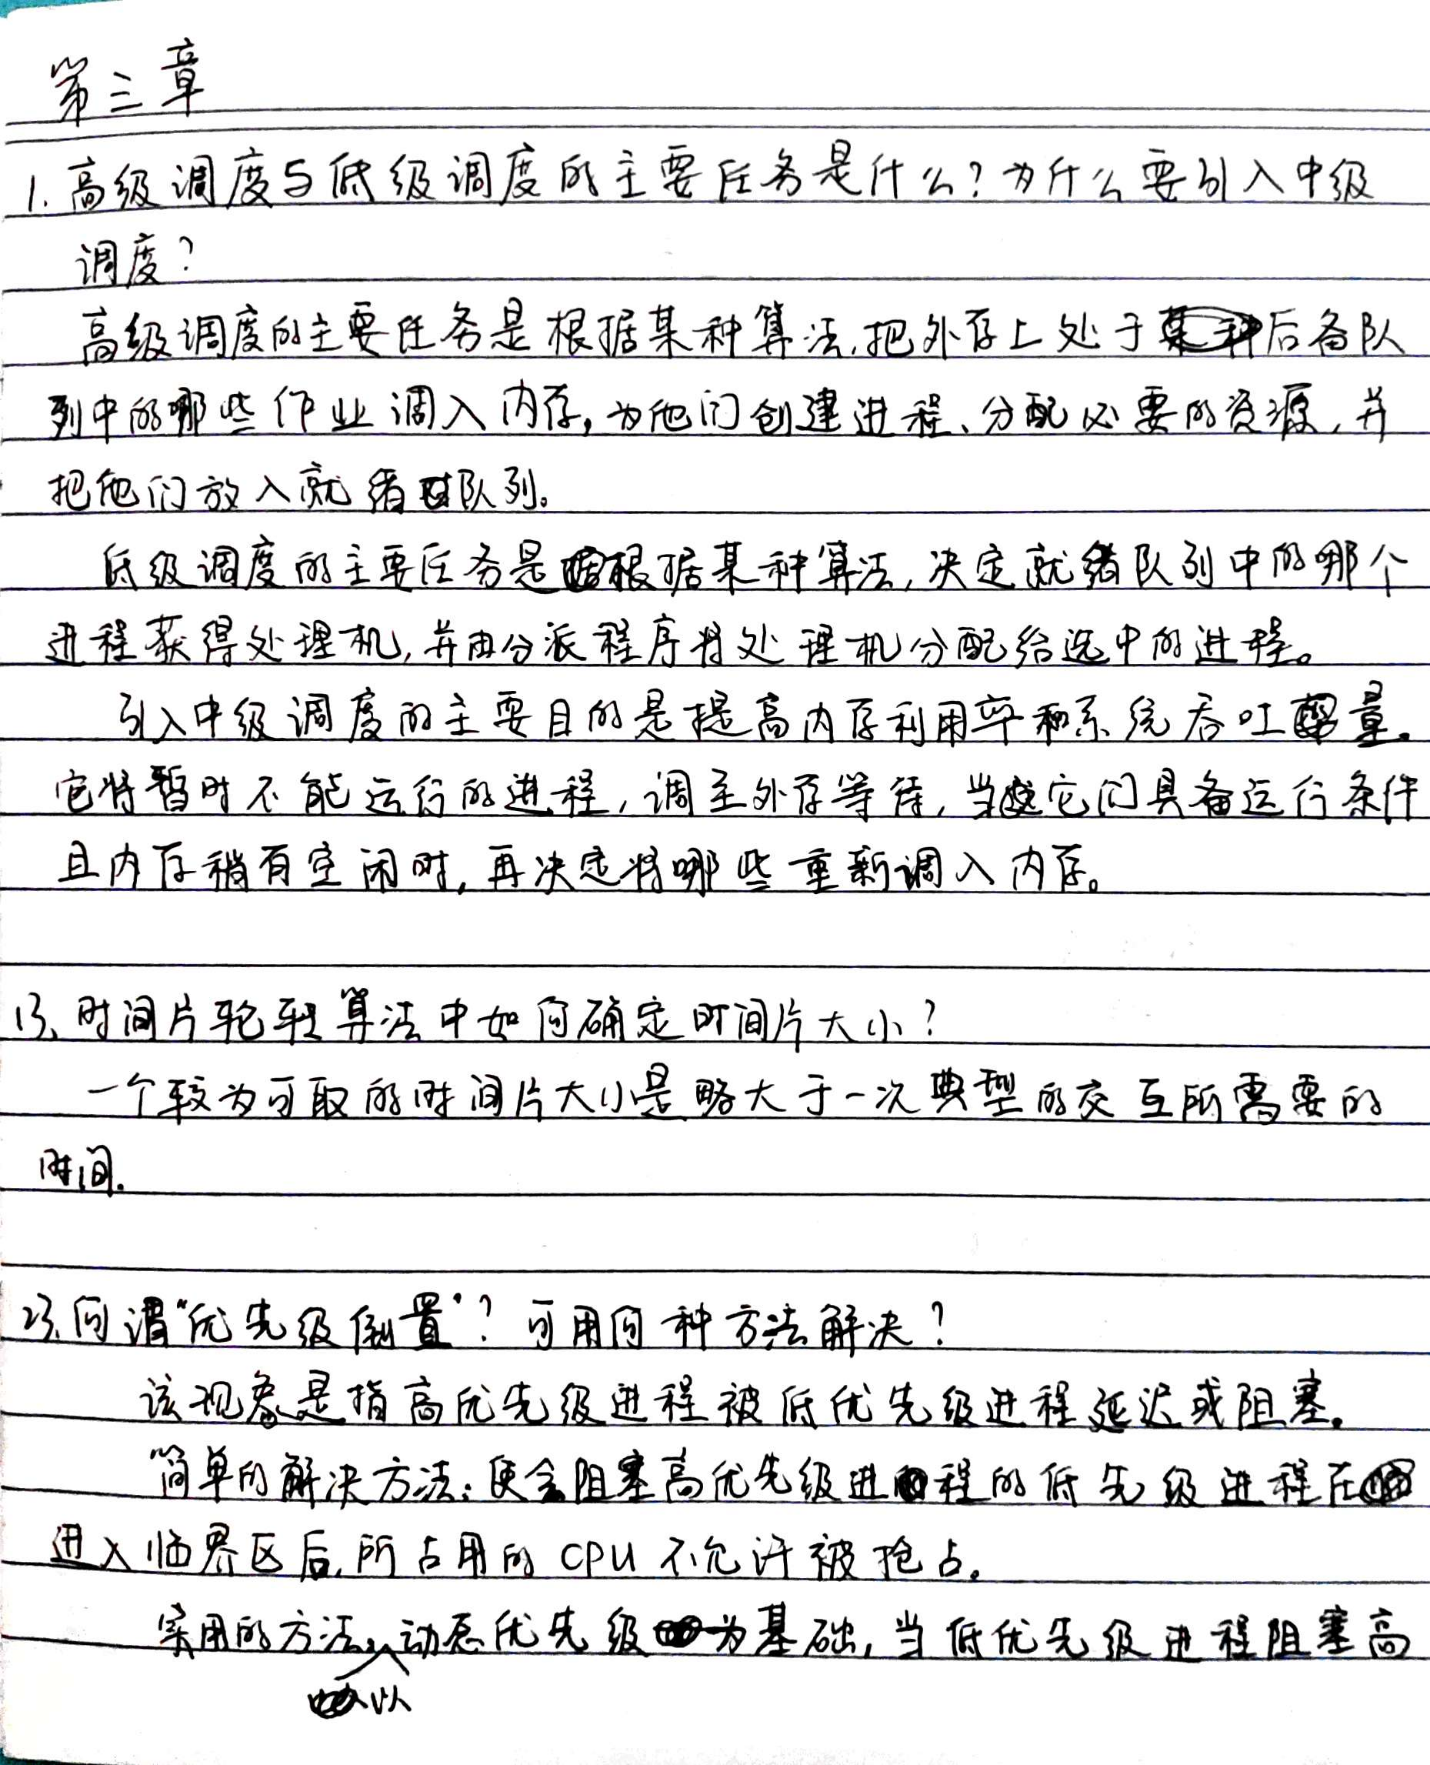 第三章
1. 高级调度与低级调度的主要任务是什么?为什么要引入中级
调度?
高级调度的主要任务是根据某种算法,把外存上处于后备队
列中的哪些作业调入内存,为他们创建进程、分配必要的资源,并
把他们放入就绪队列。
低级调度的主要任务是根据某种算法,决定就绪队列中的哪个
进程获得处理机,并由分派程序将处理机分配给选中的进程。
引入中级调度的主要目的是提高内存利用率和系统吞吐量。
它将暂时不能运行的进程,调至外存等待,当它们具备运行条件
且内存稍有空闲时,再决定将哪些重新调入内存。
13、时间片轮转算法中如何确定时间片大小?
一个较为可取的时间片大小是略大于一次典型的交互所需要的
时间.
23、何谓“优先级倒置”?可用何种方法解决?
该现象是指高优先级进程被低优先级进程延迟或阻塞。
简单的解决方法:使会阻塞高优先级进程的低先级进程在
进入临界区后,所占用的CPU不允许被抢占。
实用的方法:以动态优先级为基础,当低优先级进程阻塞高